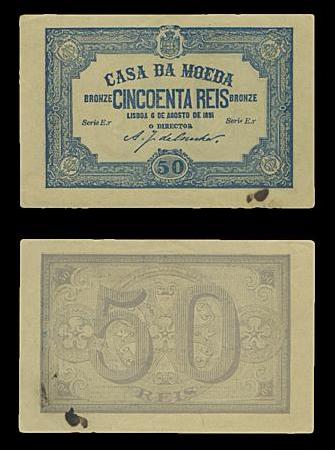 CASA DA MOEDA
BRONZE CINCOENTA REIS BRONZE
LISBOA 6 DE AGOSTO DE 1891
Serie E.r O DIRECTOR Serie E.r
50
50
REIS